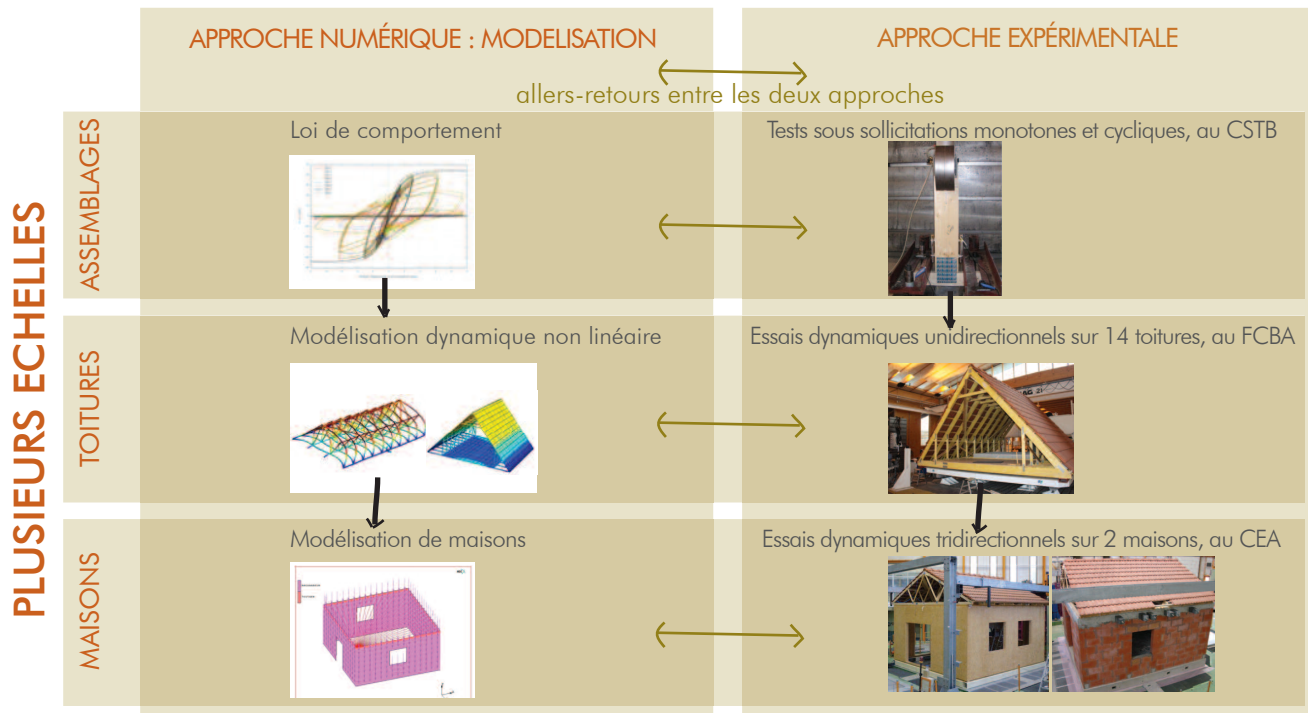 APPROCHE NUMÉRIQUE : MODELISATION
APPROCHE EXPÉRIMENTALE
allers-retours entre les deux approches
PLUSIEURS ECHELLES
ASSEMBLAGES
Loi de comportement
Tests sous sollicitations monotones et cycliques, au CSTB
TOITURES
Modélisation dynamique non linéaire
Essais dynamiques unidirectionnels sur 14 toitures, au FCBA
MAISONS
Modélisation de maisons
Essais dynamiques tridirectionnels sur 2 maisons, au CEA